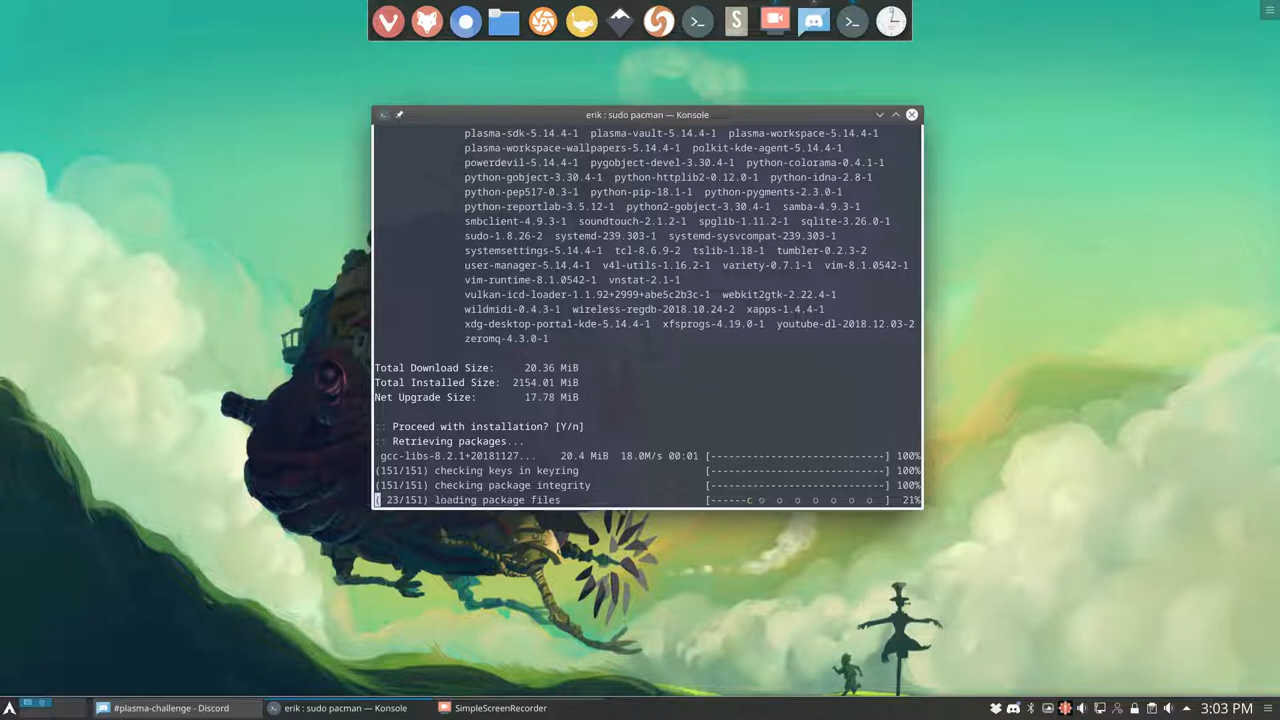 erik : sudo pacman — Konsole
plasma-sdk-5.14.4-1 plasma-vault-5.14.4-1 plasma-workspace-5.14.4-1
plasma-workspace-wallpapers-5.14.4-1 polkit-kde-agent-5.14.4-1
powerdevil-5.14.4-1 pygobject-devel-3.30.4-1 python-colorama-0.4.1-1
python-gobject-3.30.4-1 python-httplib2-0.12.0-1 python-idna-2.8-1
python-pep517-0.3-1 python-pip-18.1-1 python-pygments-2.3.0-1
python-reportlab-3.5.12-1 python2-gobject-3.30.4-1 samba-4.9.3-1
smbclient-4.9.3-1 soundtouch-2.1.2-1 spglib-1.11.2-1 sqlite-3.26.0-1
sudo-1.8.26-2 systemd-239.303-1 systemd-sysvcompat-239.303-1
systemsettings-5.14.4-1 tcl-8.6.9-2 tslib-1.18-1 tumbler-0.2.3-2
user-manager-5.14.4-1 v4l-utils-1.16.2-1 variety-0.7.1-1 vim-8.1.0542-1
vim-runtime-8.1.0542-1 vnstat-2.1-1
vulkan-icd-loader-1.1.92+2999+abe5c2b3c-1 webkit2gtk-2.22.4-1
wildmidi-0.4.3-1 wireless-regdb-2018.10.24-2 xapps-1.4.4-1
xdg-desktop-portal-kde-5.14.4-1 xfsprogs-4.19.0-1 youtube-dl-2018.12.03-2
zeromq-4.3.0-1
Total Download Size: 20.36 MiB
Total Installed Size: 2154.01 MiB
Net Upgrade Size: 17.78 MiB
:: Proceed with installation? [Y/n]
:: Retrieving packages...
gcc-libs-8.2.1+20181127... 20.4 MiB 18.0M/s 00:01 [-----------------------------] 100%
(151/151) checking keys in keyring [-----------------------------] 100%
(151/151) checking package integrity [-----------------------------] 100%
( 23/151) loading package files [------c o o o o o o o ] 21%
#plasma-challenge - Discord
erik : sudo pacman — Konsole
SimpleScreenRecorder
3:03 PM